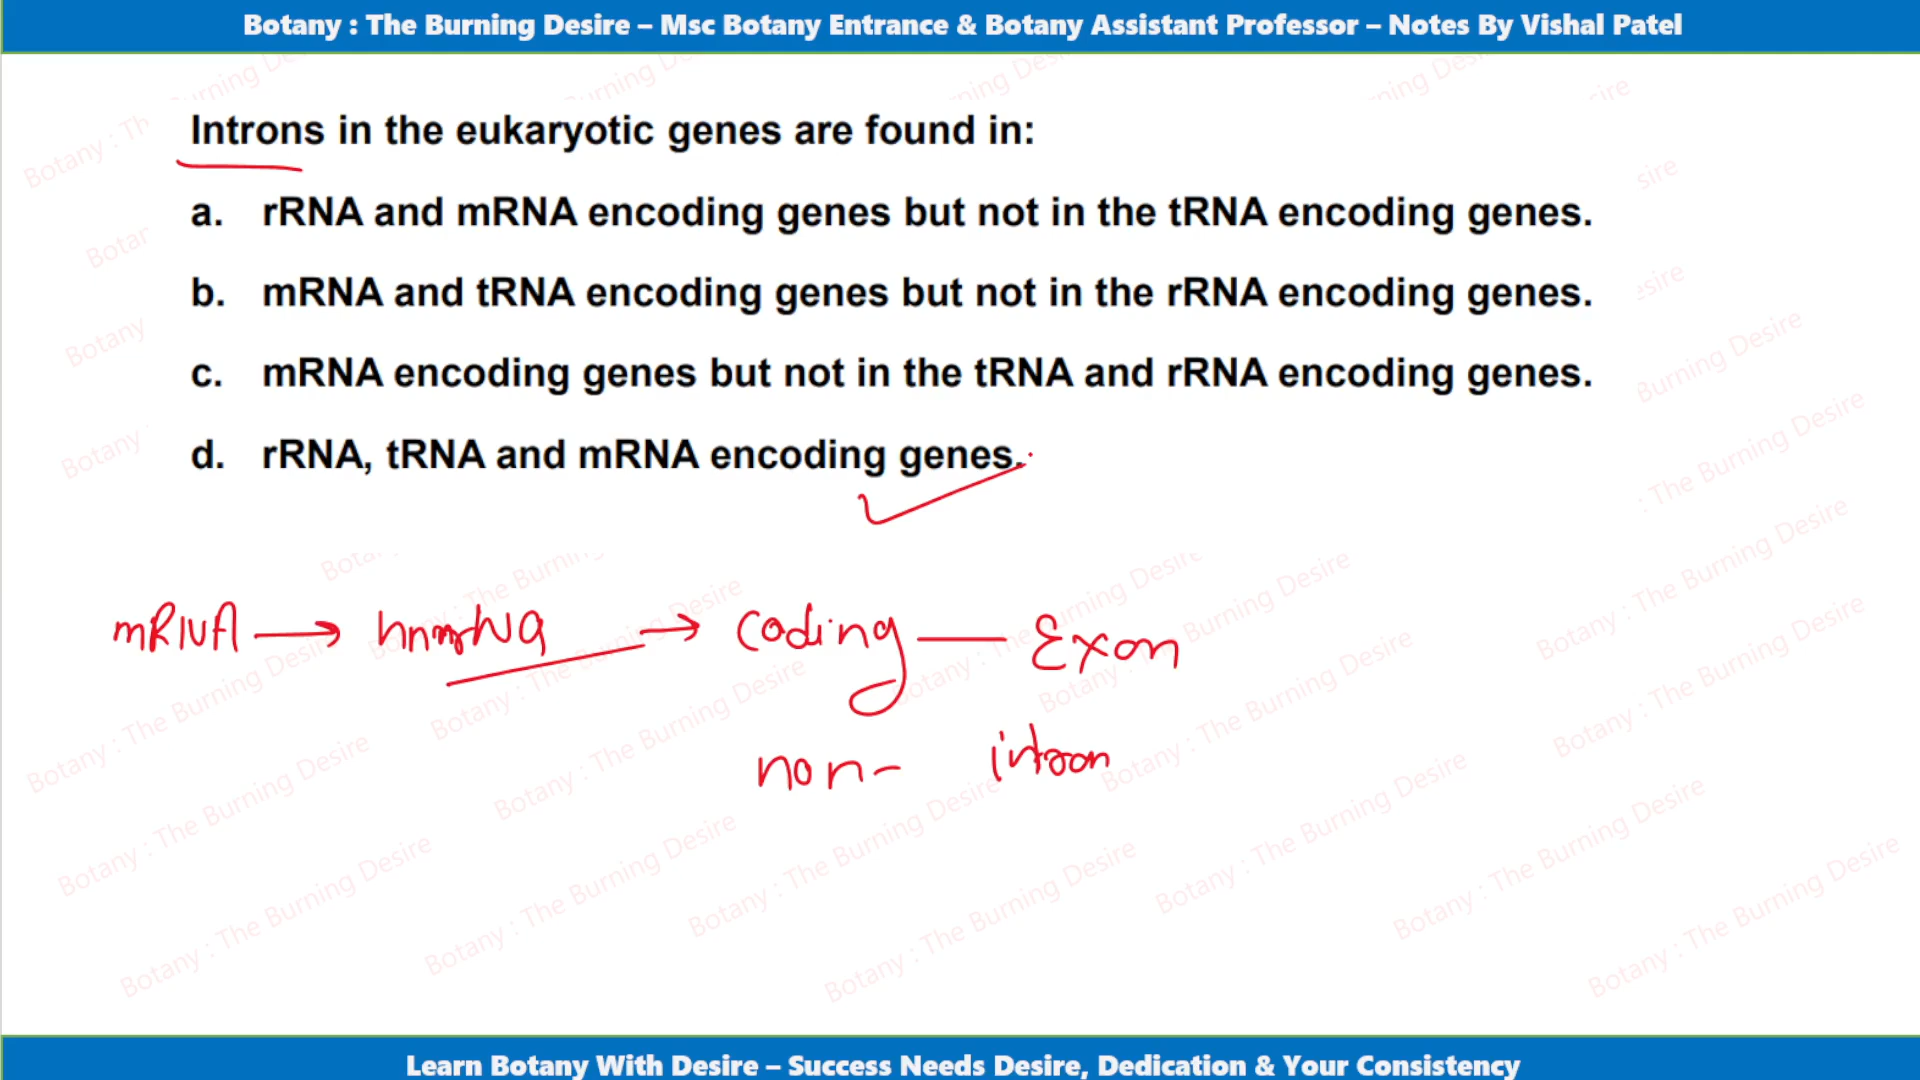 Botany : The Burning Desire – Msc Botany Entrance & Botany Assistant Professor – Notes By Vishal Patel
Introns in the eukaryotic genes are found in:
a. rRNA and mRNA encoding genes but not in the tRNA encoding genes.
b. mRNA and tRNA encoding genes but not in the rRNA encoding genes.
c. mRNA encoding genes but not in the tRNA and rRNA encoding genes.
d. rRNA, tRNA and mRNA encoding genes.
mRNA → → coding — Exon
non- intron
Learn Botany With Desire – Success Needs Desire, Dedication & Your Consistency